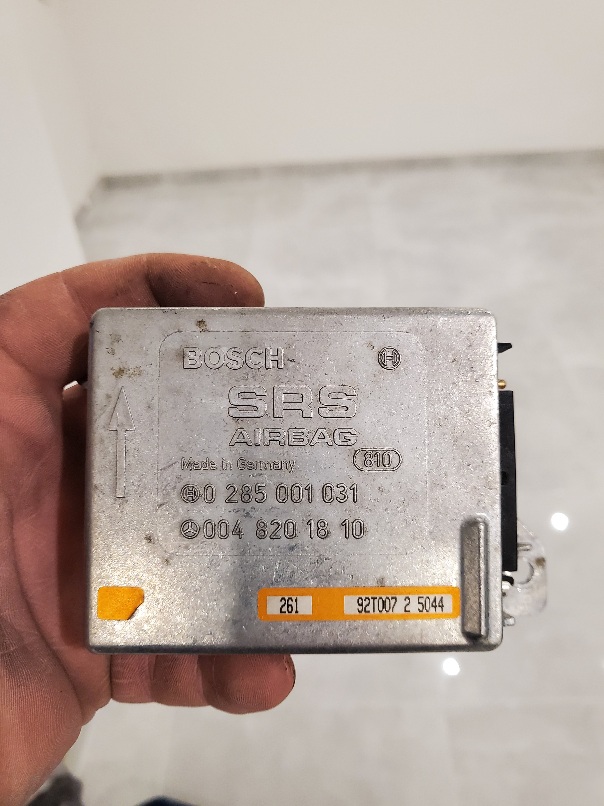 BOSCH
SRS
AIRBAG
Made in Germany
810
0 285 001 031
004 820 18 10
261 92T007 2 5044